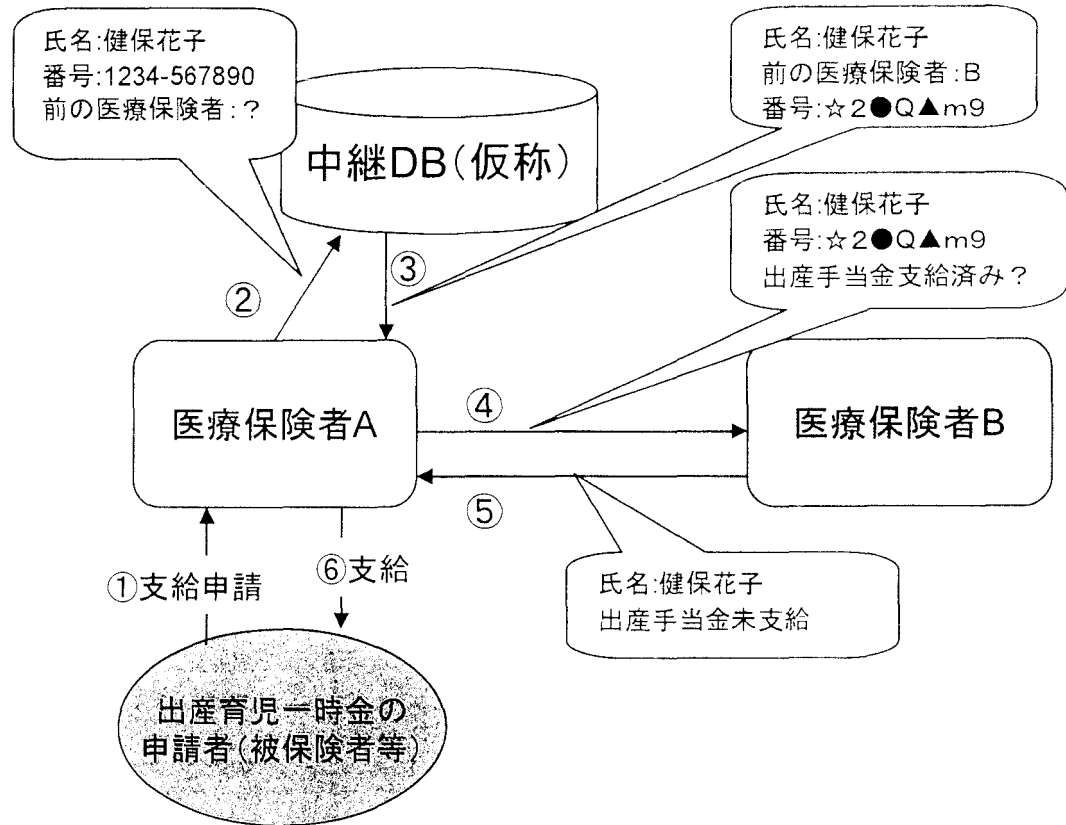 氏名:健保花子
番号:1234-567890
前の医療保険者:?
氏名:健保花子
前の医療保険者:B
番号:☆2●Q▲m9
中継DB(仮称)
氏名:健保花子
番号:☆2●Q▲m9
出産手当金支給済み?
②
③
医療保険者A
④
医療保険者B
⑤
①支給申請
⑥支給
氏名:健保花子
出産手当金未支給
出産育児一時金の
申請者(被保険者等)